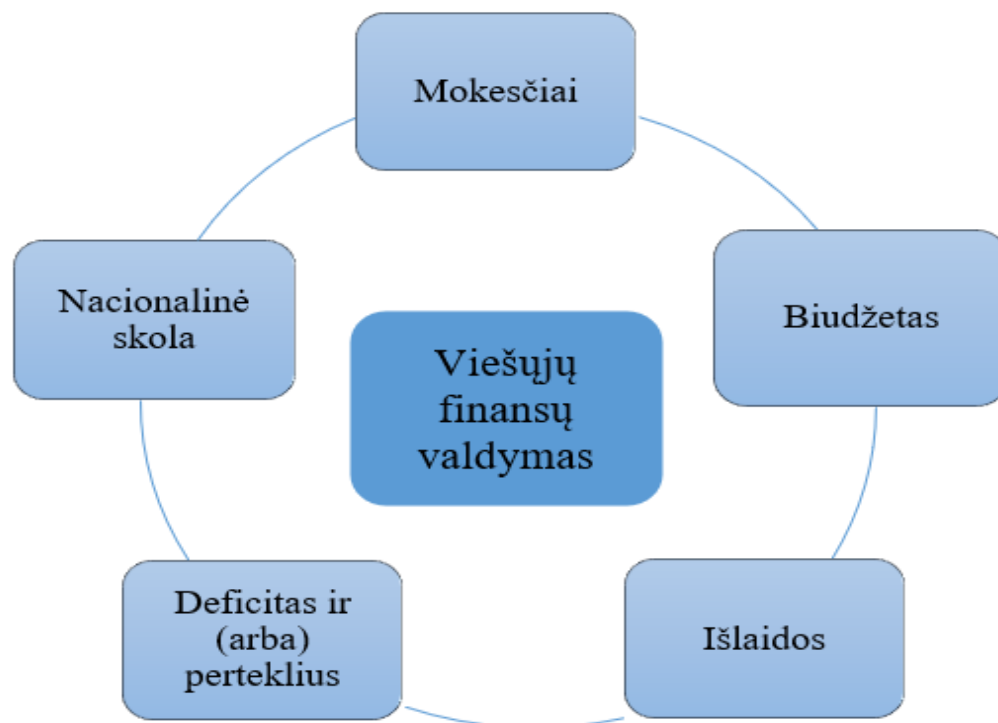 Mokesčiai
Biudžetas
Išlaidos
Deficitas ir
(arba)
perteklius
Nacionalinė
skola
Viešųjų
finansų
valdymas